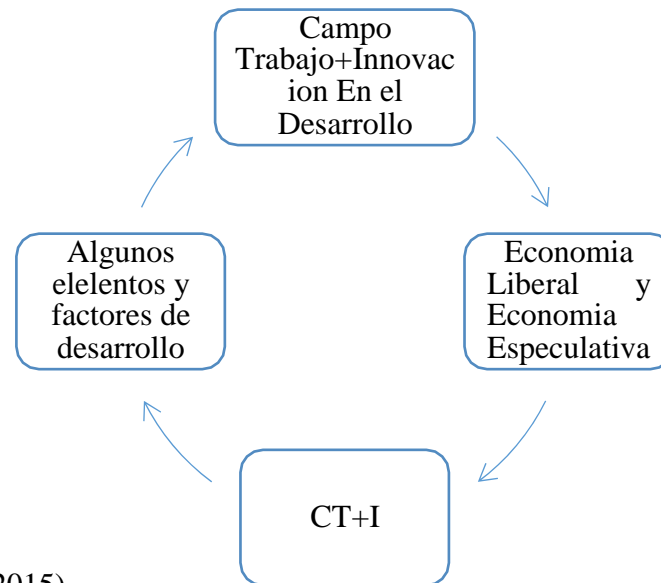 Campo
Trabajo+Innovac
ion En el
Desarrollo
Economia
Liberal y
Economia
Especulativa
CT+I
Algunos
elelentos y
factores de
desarrollo
2015)